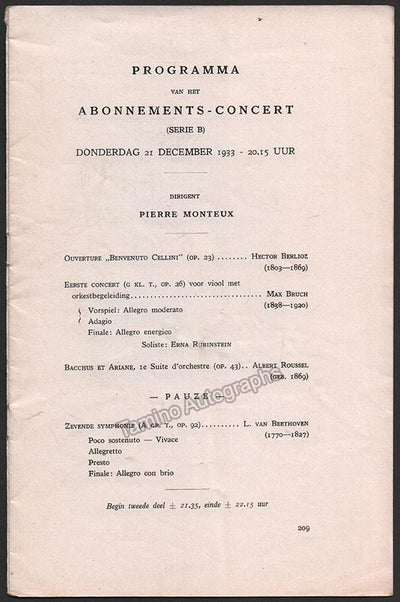 PROGRAMMA
VAN HET
ABONNEMENTS-CONCERT
(SERIE B)
DONDERDAG 21 DECEMBER 1933 - 20.15 UUR
DIRIGENT
PIERRE MONTEUX
OUVERTURE „BENVENUTO CELLINI" (OP. 23) ........ HECTOR BERLIOZ
(1803—1869)
EERSTE CONCERT (G KL. T., OP. 26) voor viool met
orkestbegeleiding ................................ MAX BRUCH
(1838—1920)
Vorspiel: Allegro moderato
Adagio
Finale: Allegro energico
Soliste: ERNA RUBINSTEIN
BACCHUS ET ARIANE, 1e Suite d'orchestre (OP. 43) .. ALBERT ROUSSEL
(GEB. 1869)
— PAUZE —
ZEVENDE SYMPHONIE (A GR. T., OP. 92) .......... L. VAN BEETHOVEN
(1770—1827)
Poco sostenuto — Vivace
Allegretto
Presto
Finale: Allegro con brio
Begin tweede deel ± 21.35, einde ± 22.15 uur
209
Tamino Autographs